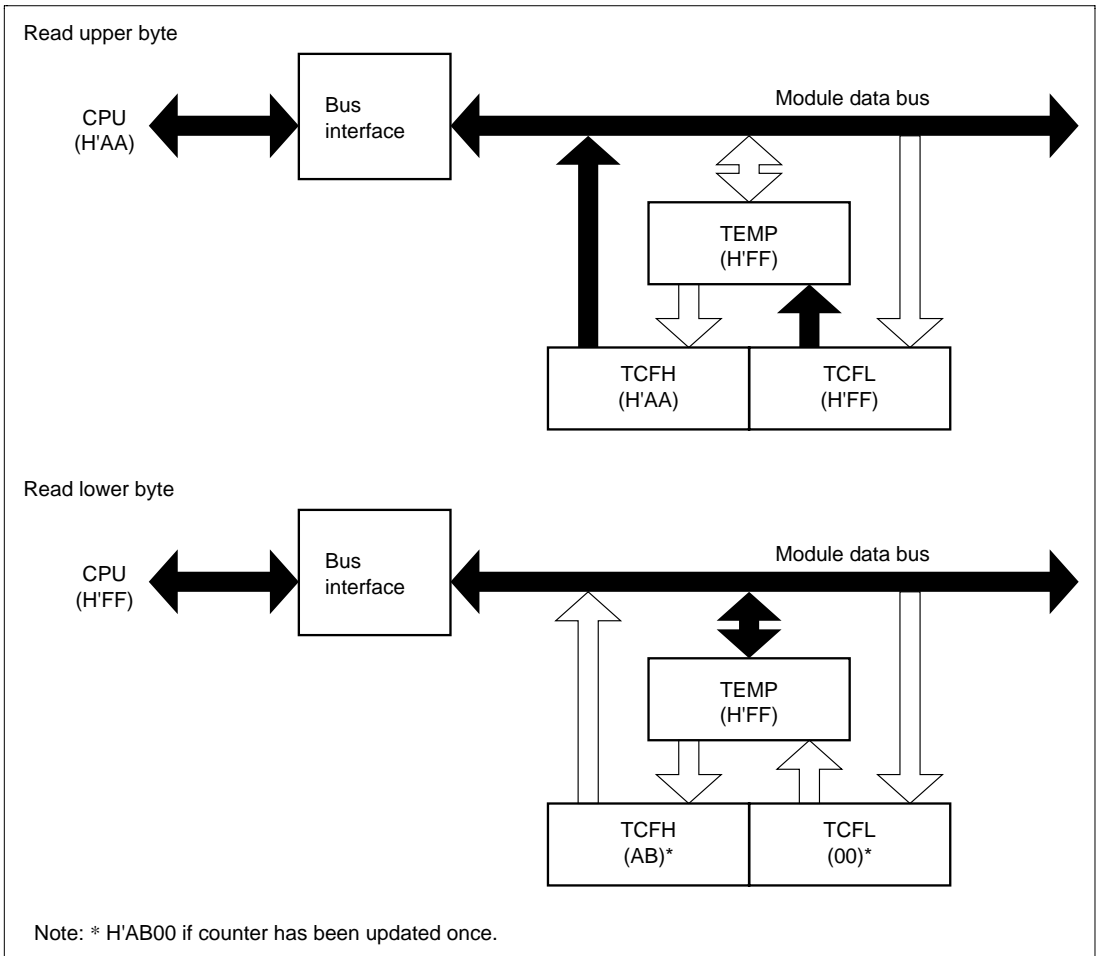 Read upper byte
CPU
(H'AA)
Bus
interface
Module data bus
TEMP
(H'FF)
TCFH
(H'AA)
TCFL
(H'FF)
Read lower byte
CPU
(H'FF)
Bus
interface
Module data bus
TEMP
(H'FF)
TCFH
(AB)*
TCFL
(00)*
Note: * H'AB00 if counter has been updated once.